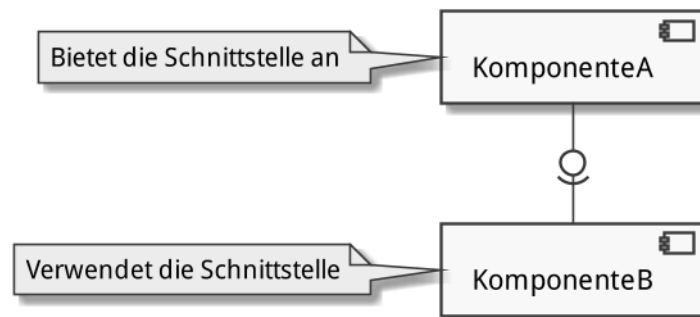 Bietet die Schnittstelle an
KomponenteA
Verwendet die Schnittstelle
KomponenteB